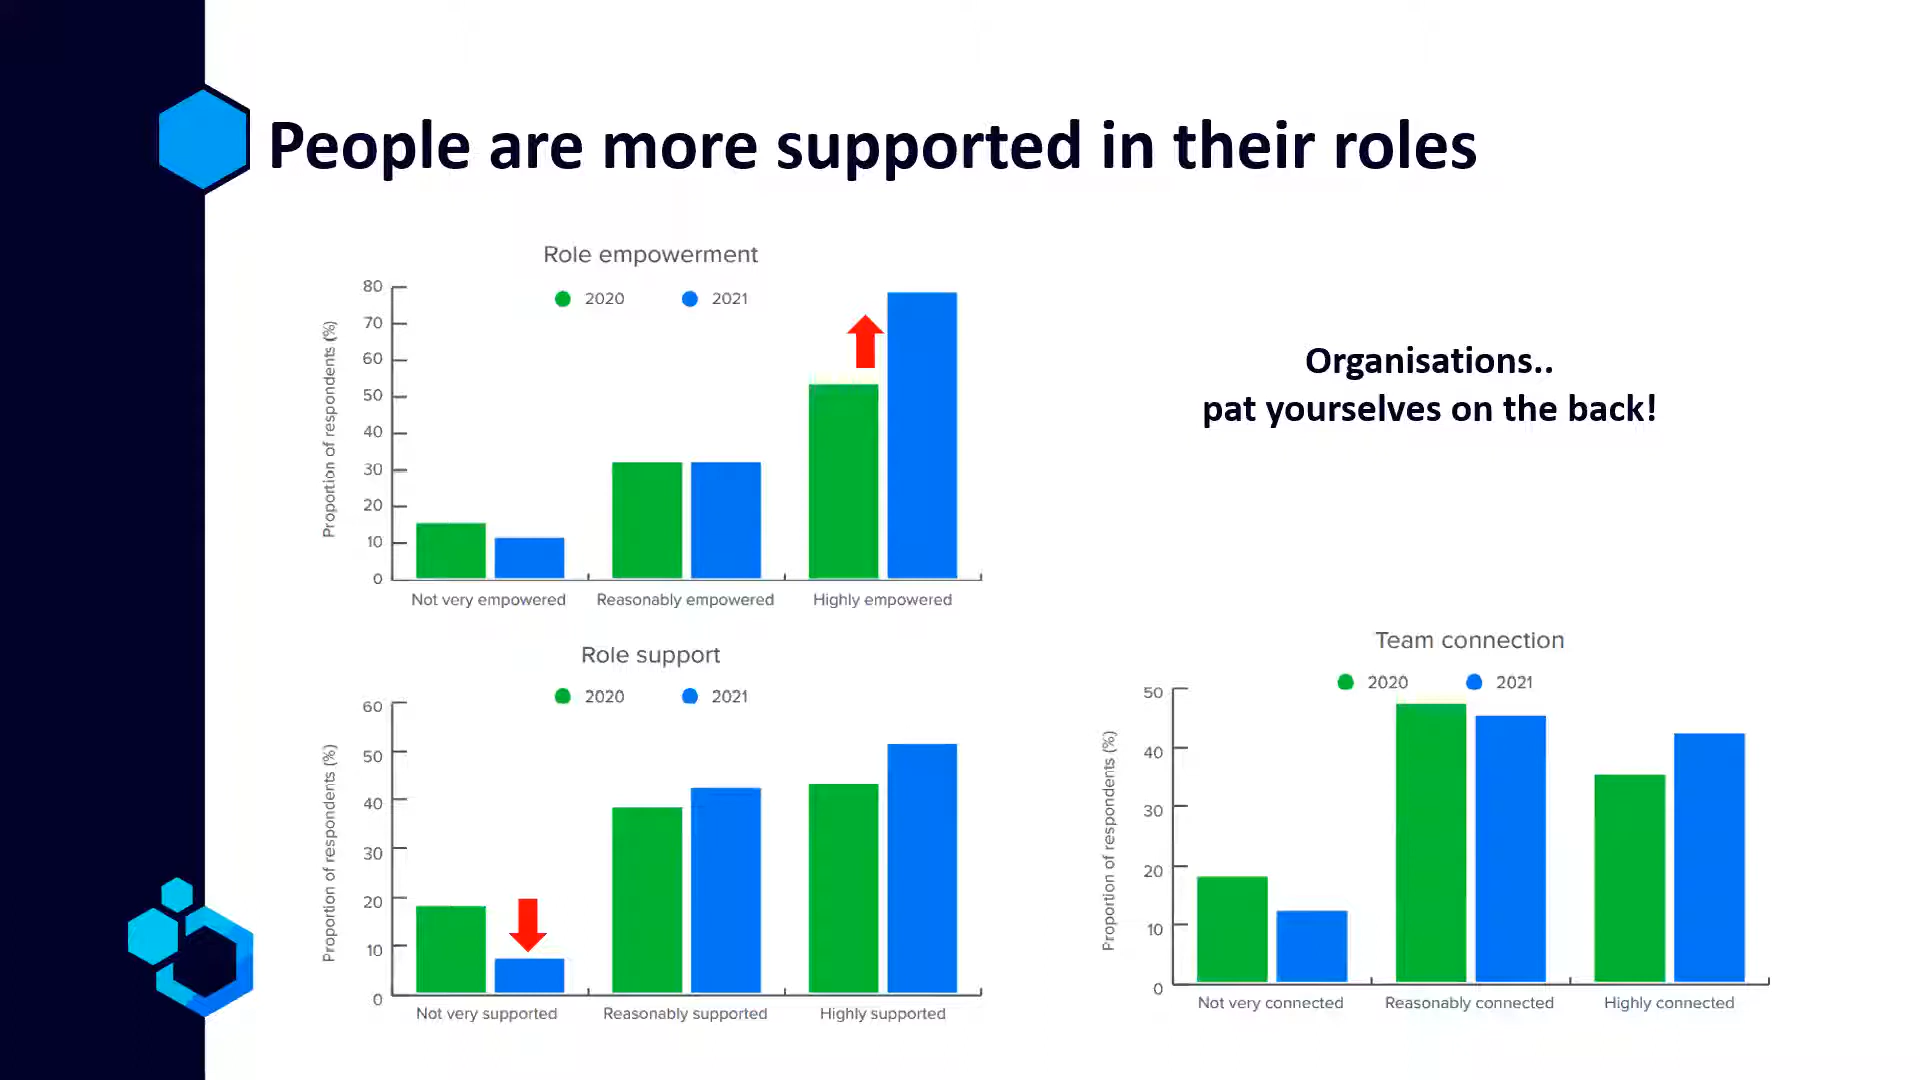 People are more supported in their roles
Role empowerment
2020
2021
Proportion of respondents (%)
80
70
60
50
40
30
20
10
0
Not very empowered
Reasonably empowered
Highly empowered
Organisations..
pat yourselves on the back!
Role support
2020
2021
Proportion of respondents (%)
60
50
40
30
20
10
0
Not very supported
Reasonably supported
Highly supported
Team connection
2020
2021
Proportion of respondents (%)
50
40
30
20
10
0
Not very connected
Reasonably connected
Highly connected